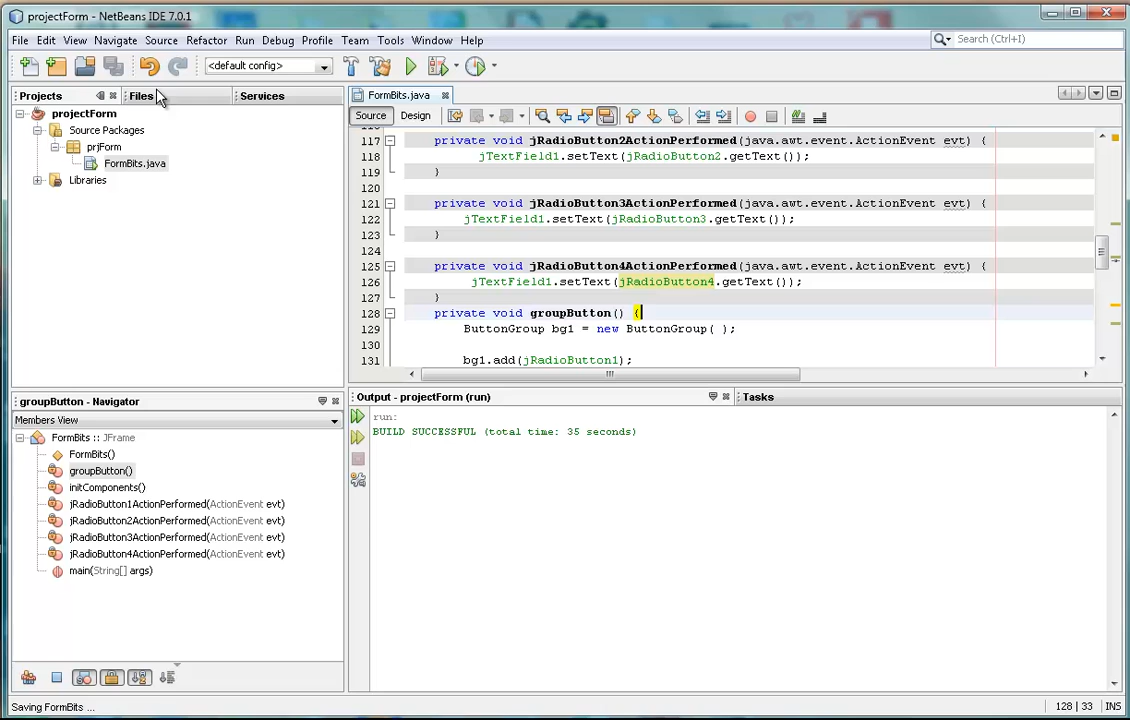 projectForm - NetBeans IDE 7.0.1
File Edit View Navigate Source Refactor Run Debug Profile Team Tools Window Help
Search (Ctrl+I)
<default config>
Projects Files Services
projectForm
Source Packages
prjForm
FormBits.java
Libraries
FormBits.java
Source Design
117 private void jRadioButton2ActionPerformed(java.awt.event.ActionEvent evt) {
118 jTextField1.setText(jRadioButton2.getText());
119 }
120
121 private void jRadioButton3ActionPerformed(java.awt.event.ActionEvent evt) {
122 jTextField1.setText(jRadioButton3.getText());
123 }
124
125 private void jRadioButton4ActionPerformed(java.awt.event.ActionEvent evt) {
126 jTextField1.setText(jRadioButton4.getText());
127 }
128 private void groupButton() {
129 ButtonGroup bg1 = new ButtonGroup( );
130
131 bg1.add(jRadioButton1);
groupButton - Navigator
Members View
FormBits :: JFrame
FormBits()
groupButton()
initComponents()
jRadioButton1ActionPerformed(ActionEvent evt)
jRadioButton2ActionPerformed(ActionEvent evt)
jRadioButton3ActionPerformed(ActionEvent evt)
jRadioButton4ActionPerformed(ActionEvent evt)
main(String[] args)
Output - projectForm (run) Tasks
run:
BUILD SUCCESSFUL (total time: 35 seconds)
Saving FormBits ...
128 | 33 INS